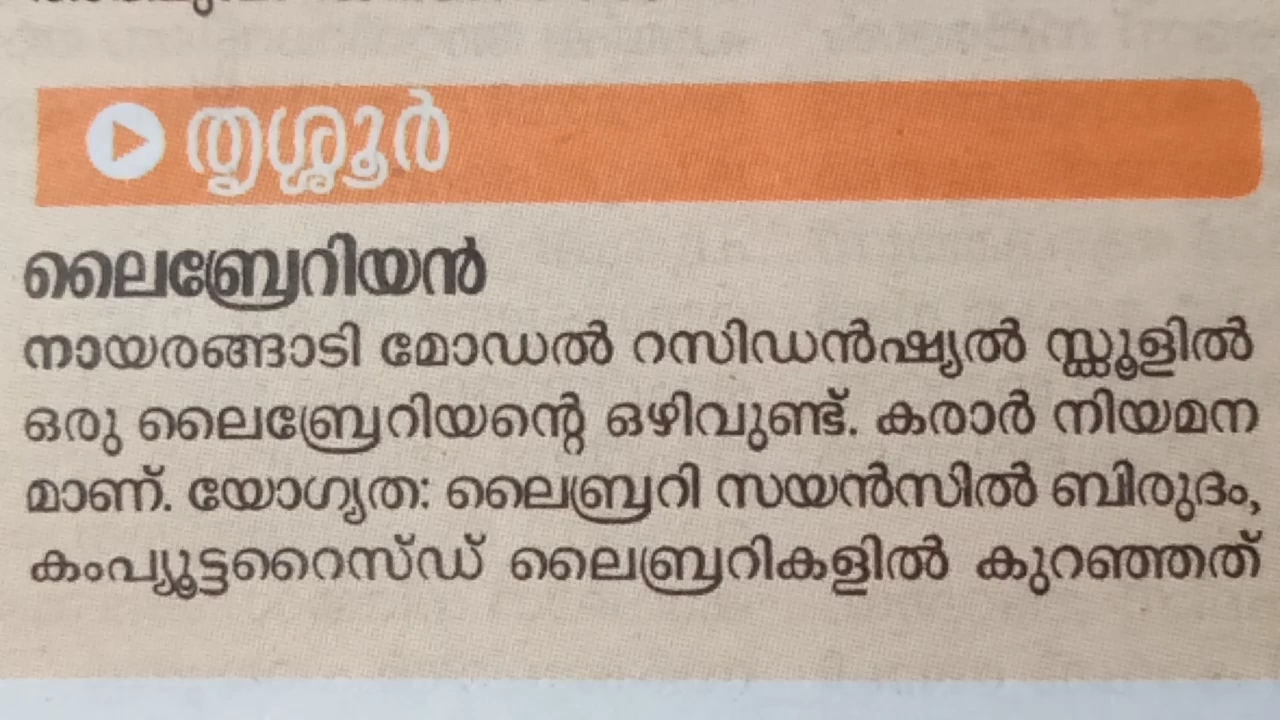 തൃശ്ശൂർ
ലൈബ്രേറിയൻ
നായരങ്ങാടി മോഡൽ റസിഡൻഷ്യൽ സ്കൂളിൽ
ഒരു ലൈബ്രേറിയന്റെ ഒഴിവുണ്ട്. കരാർ നിയമന
മാണ്. യോഗ്യത: ലൈബ്രറി സയൻസിൽ ബിരുദം,
കംപ്യൂട്ടറൈസ്ഡ് ലൈബ്രറികളിൽ കുറഞ്ഞത്